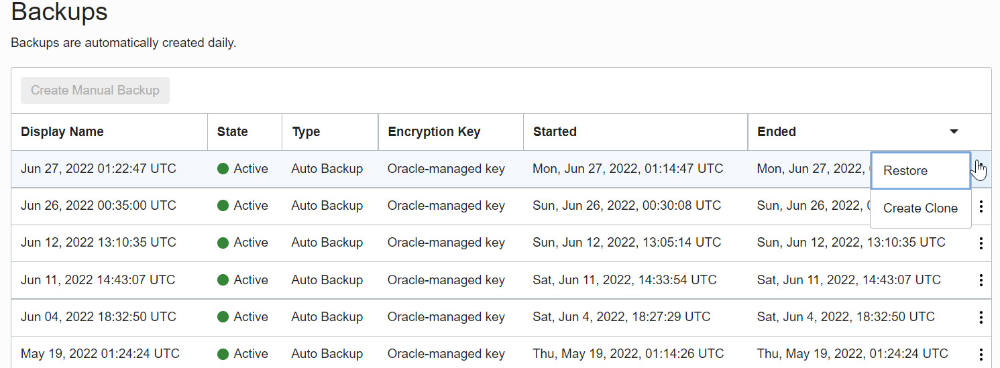 Backups
Backups are automatically created daily.
Create Manual Backup
Display Name State Type Encryption Key Started Ended
Jun 27, 2022 01:22:47 UTC Active Auto Backup Oracle-managed key Mon, Jun 27, 2022, 01:14:47 UTC Mon, Jun 27, 2022, Restore
Jun 26, 2022 00:35:00 UTC Active Auto Backup Oracle-managed key Sun, Jun 26, 2022, 00:30:08 UTC Sun, Jun 26, 2022, Create Clone
Jun 12, 2022 13:10:35 UTC Active Auto Backup Oracle-managed key Sun, Jun 12, 2022, 13:05:14 UTC Sun, Jun 12, 2022, 13:10:35 UTC
Jun 11, 2022 14:43:07 UTC Active Auto Backup Oracle-managed key Sat, Jun 11, 2022, 14:33:54 UTC Sat, Jun 11, 2022, 14:43:07 UTC
Jun 04, 2022 18:32:50 UTC Active Auto Backup Oracle-managed key Sat, Jun 4, 2022, 18:27:29 UTC Sat, Jun 4, 2022, 18:32:50 UTC
May 19, 2022 01:24:24 UTC Active Auto Backup Oracle-managed key Thu, May 19, 2022, 01:14:26 UTC Thu, May 19, 2022, 01:24:24 UTC